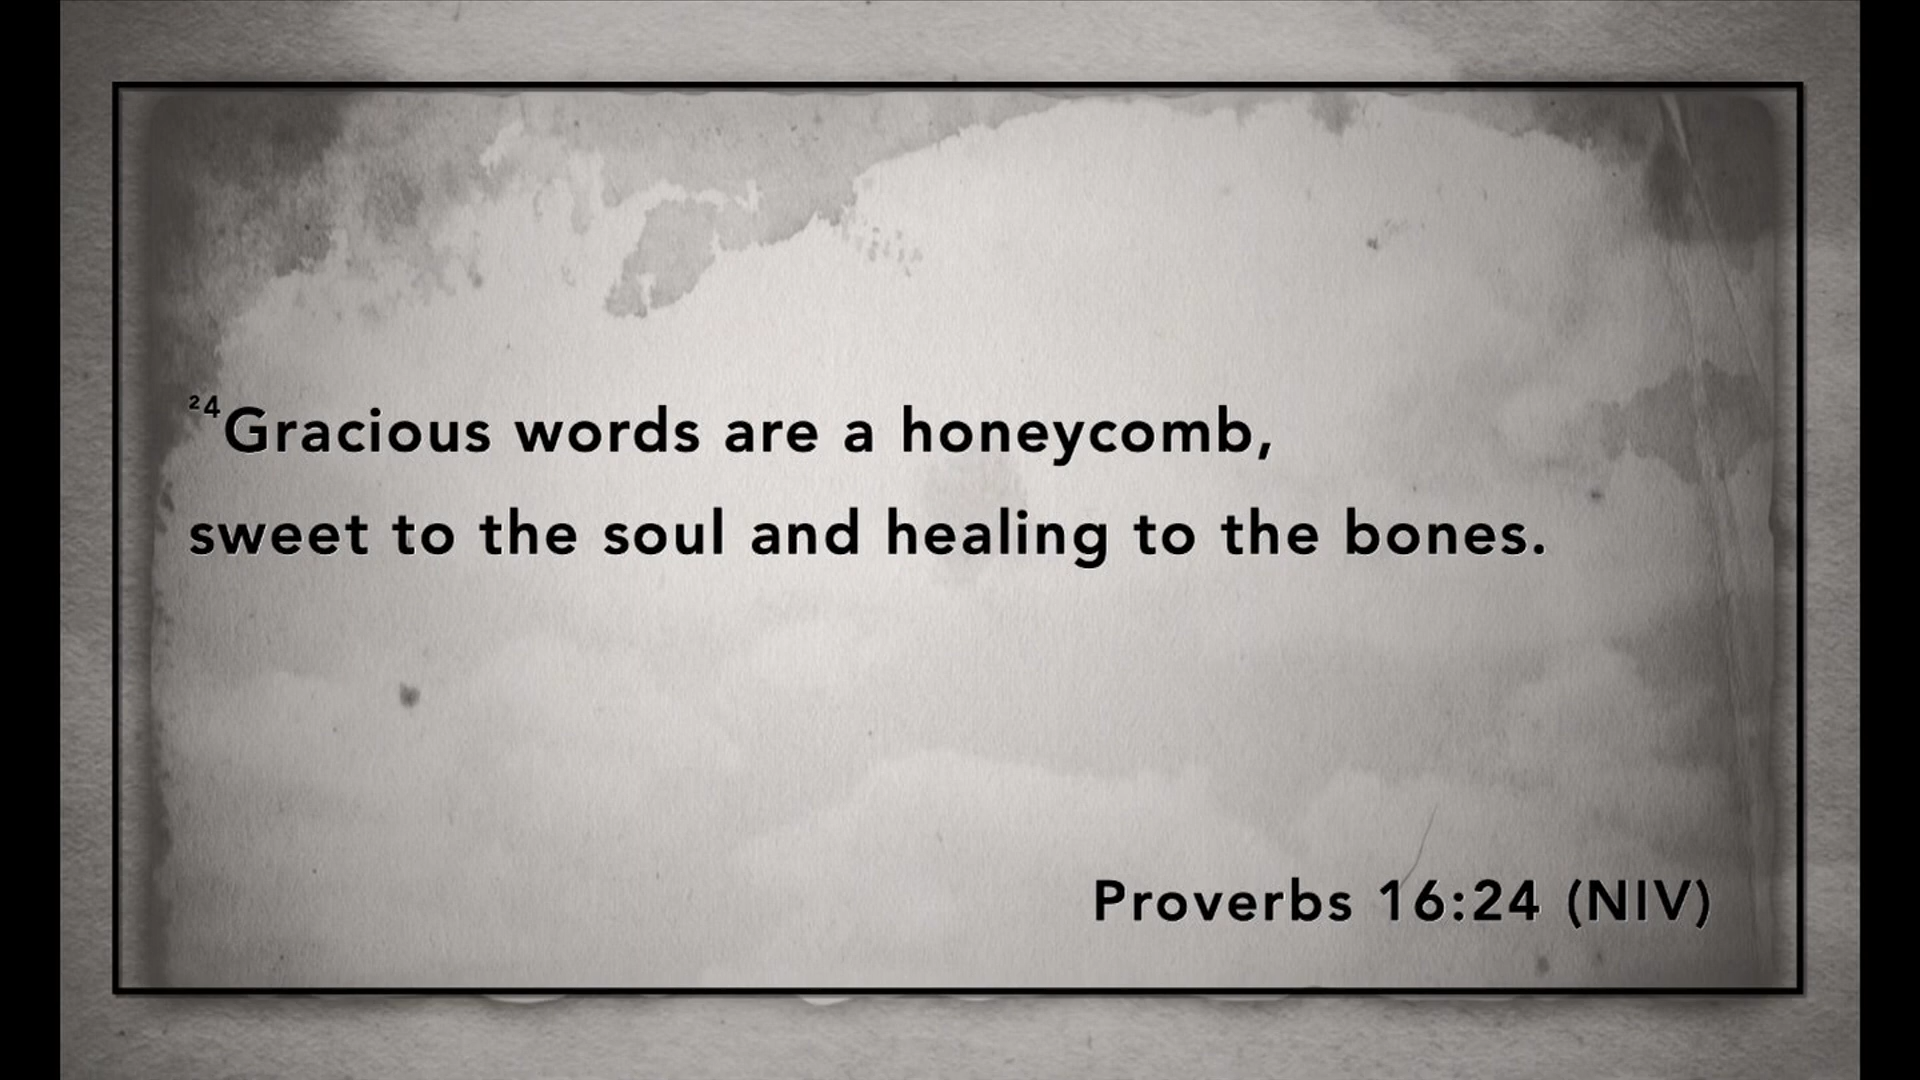 ²⁴Gracious words are a honeycomb,
sweet to the soul and healing to the bones.
Proverbs 16:24 (NIV)